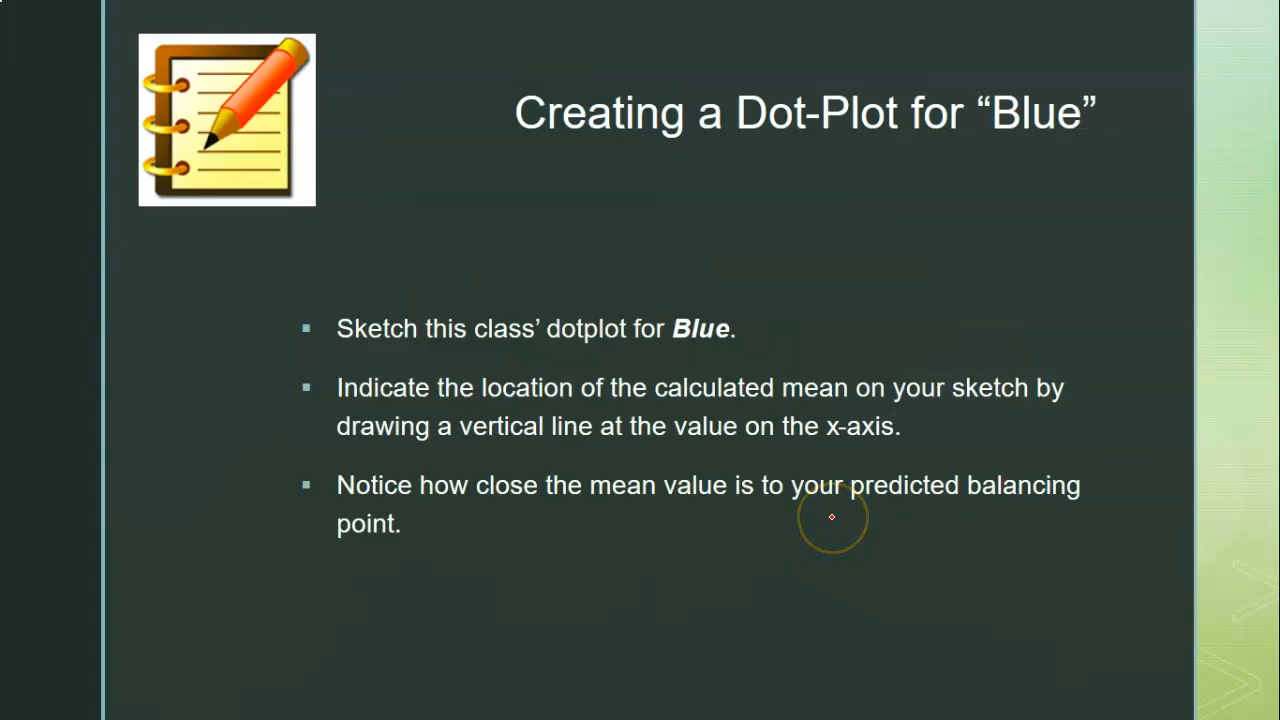 Creating a Dot-Plot for “Blue”
▪ Sketch this class’ dotplot for Blue.
▪ Indicate the location of the calculated mean on your sketch by
drawing a vertical line at the value on the x-axis.
▪ Notice how close the mean value is to your predicted balancing
point.